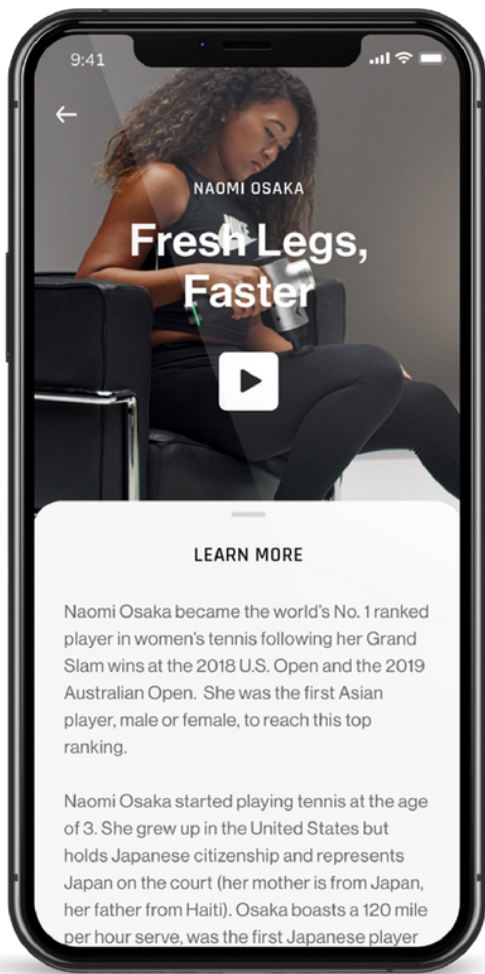 9:41
NAOMI OSAKA
Fresh Legs,
Faster
LEARN MORE
Naomi Osaka became the world's No. 1 ranked
player in women's tennis following her Grand
Slam wins at the 2018 U.S. Open and the 2019
Australian Open.  She was the first Asian
player, male or female, to reach this top
ranking.
Naomi Osaka started playing tennis at the age
of 3. She grew up in the United States but
holds Japanese citizenship and represents
Japan on the court (her mother is from Japan,
her father from Haiti). Osaka boasts a 120 mile
per hour serve, was the first Japanese player